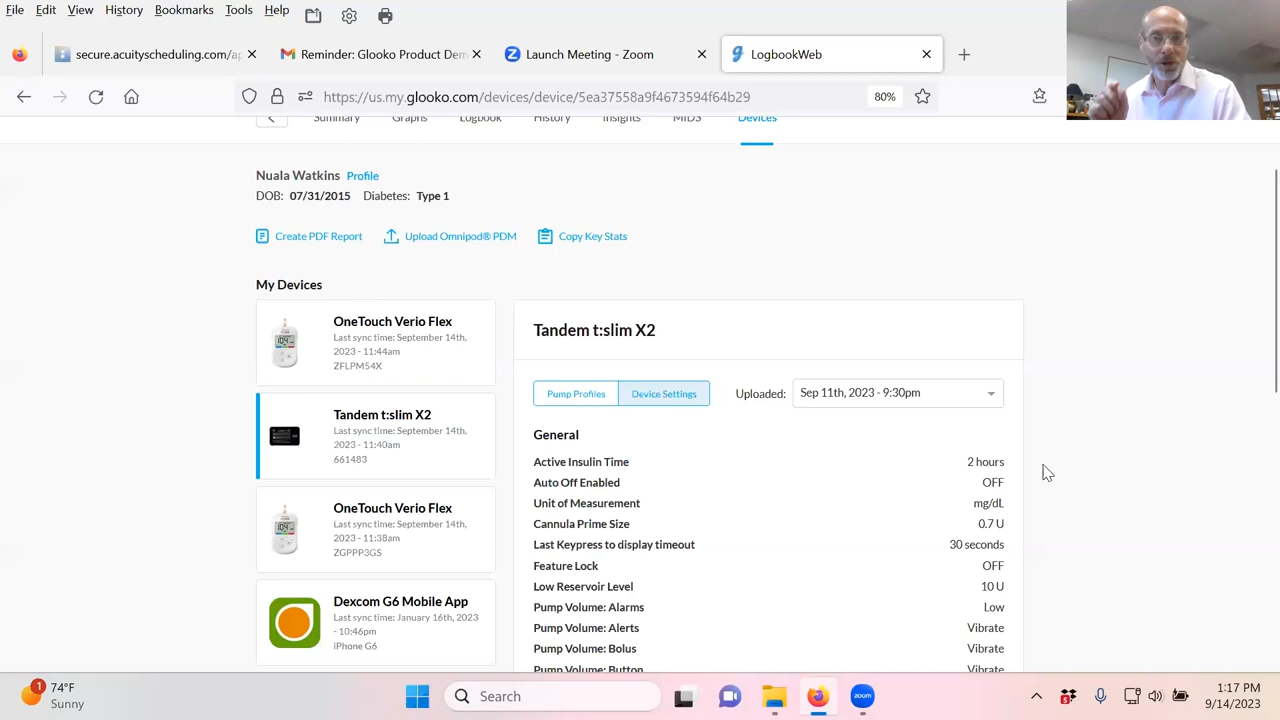 File Edit View History Bookmarks Tools Help
secure.acuityscheduling.com/ap
Reminder: Glooko Product Dem
Launch Meeting - Zoom
LogbookWeb
https://ps.my.glooko.com/devices/device/5ea37558a9f4673594f64b29
80%
Summary Graphs Logbook History Insights MIDS Devices
Nuala Watkins Profile
DOB: 07/31/2015 Diabetes: Type 1
Create PDF Report Upload Omnipod® PDM Copy Key Stats
My Devices
OneTouch Verio Flex
Last sync time: September 14th,
2023 - 11:44am
ZFLPM54X
Tandem t:slim X2
Last sync time: September 14th,
2023 - 11:40am
661483
OneTouch Verio Flex
Last sync time: September 14th,
2023 - 11:38am
ZGPPP3GS
Dexcom G6 Mobile App
Last sync time: January 16th, 2023
- 10:46pm
iPhone G6
Tandem t:slim X2
Pump Profiles Device Settings Uploaded: Sep 11th, 2023 - 9:30pm
General
Active Insulin Time 2 hours
Auto Off Enabled OFF
Unit of Measurement mg/dL
Cannula Prime Size 0.7 U
Last Keypress to display timeout 30 seconds
Feature Lock OFF
Low Reservoir Level 10 U
Pump Volume: Alarms Low
Pump Volume: Alerts Vibrate
Pump Volume: Bolus Vibrate
Pump Volume: Button Vibrate
1
74°F
Sunny
Search
zoom
1:17 PM
9/14/2023